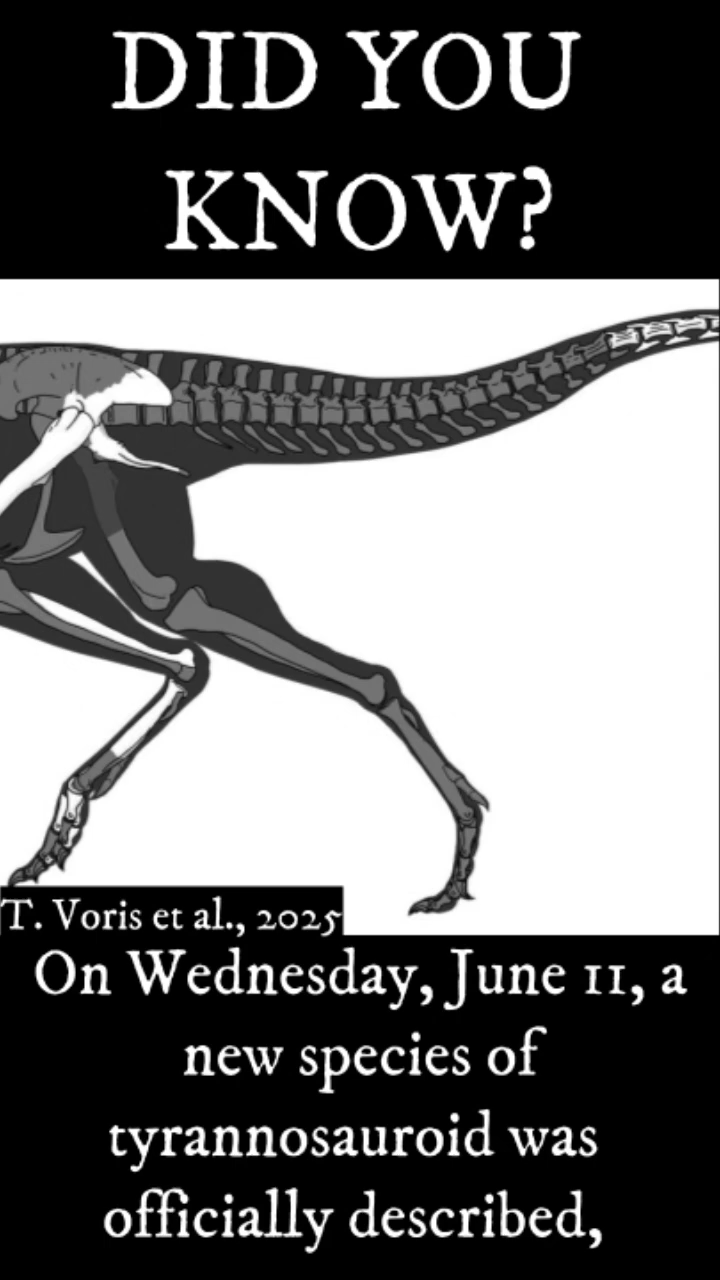 DID YOU
KNOW?
T. Voris et al., 2025
On Wednesday, June 11, a
new species of
tyrannosauroid was
officially described,